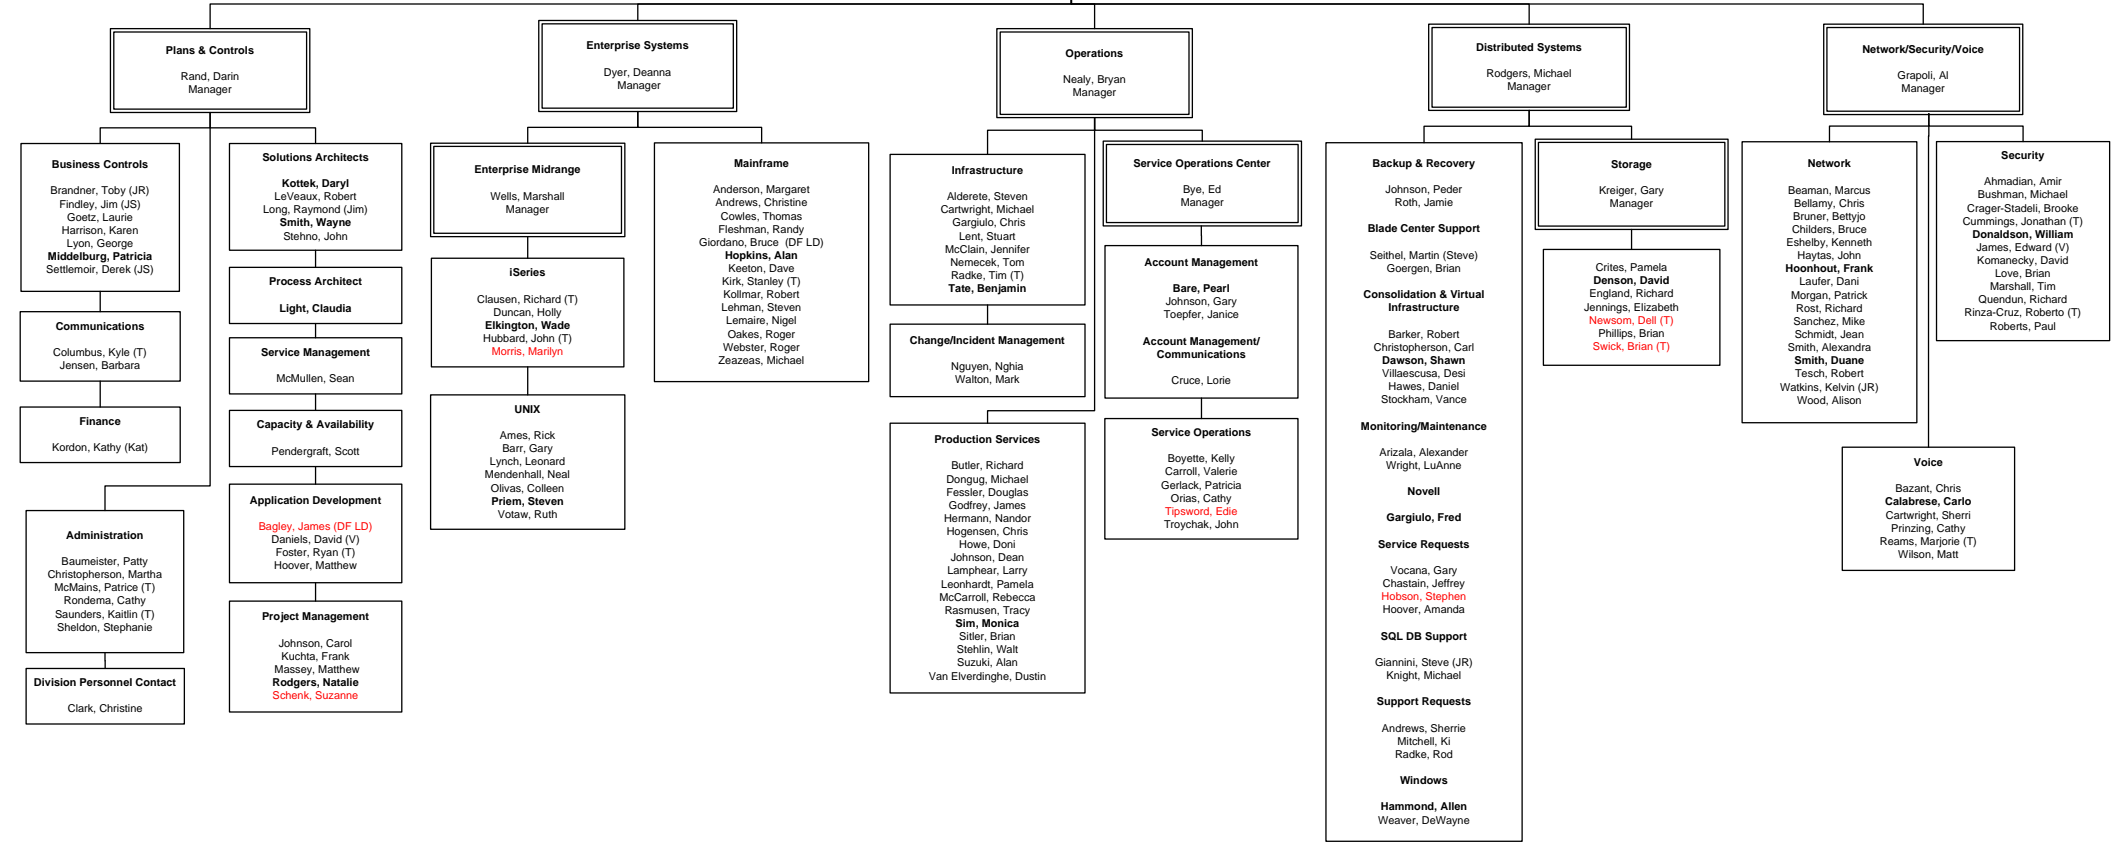 Plans & Controls
Rand, Darin
Manager
Enterprise Systems
Dyer, Deanna
Manager
Operations
Nealy, Bryan
Manager
Distributed Systems
Rodgers, Michael
Manager
Network/Security/Voice
Grapoli, Al
Manager
Business Controls
Brandner, Toby (JR)
Findley, Jim (JS)
Goetz, Laurie
Harrison, Karen
Lyon, George
Middelburg, Patricia
Settlemoir, Derek (JS)
Communications
Columbus, Kyle (T)
Jensen, Barbara
Finance
Kordon, Kathy (Kat)
Administration
Baumeister, Patty
Christopherson, Martha
McMains, Patrice (T)
Rondema, Cathy
Saunders, Kaitlin (T)
Sheldon, Stephanie
Division Personnel Contact
Clark, Christine
Solutions Architects
Kottek, Daryl
LeVeaux, Robert
Long, Raymond (Jim)
Smith, Wayne
Stehno, John
Process Architect
Light, Claudia
Service Management
McMullen, Sean
Capacity & Availability
Pendergraft, Scott
Application Development
Bagley, James (DF LD)
Daniels, David (V)
Foster, Ryan (T)
Hoover, Matthew
Project Management
Johnson, Carol
Kuchta, Frank
Massey, Matthew
Rodgers, Natalie
Schenk, Suzanne
Enterprise Midrange
Wells, Marshall
Manager
iSeries
Clausen, Richard (T)
Duncan, Holly
Elkington, Wade
Hubbard, John (T)
Morris, Marilyn
UNIX
Ames, Rick
Barr, Gary
Lynch, Leonard
Mendenhall, Neal
Olivas, Colleen
Priem, Steven
Votaw, Ruth
Mainframe
Anderson, Margaret
Andrews, Christine
Cowles, Thomas
Fleshman, Randy
Giordano, Bruce (DF LD)
Hopkins, Alan
Keeton, Dave
Kirk, Stanley (T)
Kollmar, Robert
Lehman, Steven
Lemaire, Nigel
Oakes, Roger
Webster, Roger
Zeazeas, Michael
Infrastructure
Alderete, Steven
Cartwright, Michael
Gargiulo, Chris
Lent, Stuart
McClain, Jennifer
Nemecek, Tom
Radke, Tim (T)
Tate, Benjamin
Change/Incident Management
Nguyen, Nghia
Walton, Mark
Production Services
Butler, Richard
Dongug, Michael
Fessler, Douglas
Godfrey, James
Hermann, Nandor
Hogensen, Chris
Howe, Doni
Johnson, Dean
Lamphear, Larry
Leonhardt, Pamela
McCarroll, Rebecca
Rasmusen, Tracy
Sim, Monica
Sitler, Brian
Stehlin, Walt
Suzuki, Alan
Van Elverdinghe, Dustin
Service Operations Center
Bye, Ed
Manager
Account Management
Bare, Pearl
Johnson, Gary
Toepfer, Janice
Account Management/
Communications
Cruce, Lorie
Service Operations
Boyette, Kelly
Carroll, Valerie
Gerlack, Patricia
Orias, Cathy
Tipsword, Edie
Troychak, John
Backup & Recovery
Johnson, Peder
Roth, Jamie
Blade Center Support
Seithel, Martin (Steve)
Goergen, Brian
Consolidation & Virtual
Infrastructure
Barker, Robert
Christopherson, Carl
Dawson, Shawn
Villaescusa, Desi
Hawes, Daniel
Stockham, Vance
Monitoring/Maintenance
Arizala, Alexander
Wright, LuAnne
Novell
Gargiulo, Fred
Service Requests
Vocana, Gary
Chastain, Jeffrey
Hobson, Stephen
Hoover, Amanda
SQL DB Support
Giannini, Steve (JR)
Knight, Michael
Support Requests
Andrews, Sherrie
Mitchell, Ki
Radke, Rod
Windows
Hammond, Allen
Weaver, DeWayne
Storage
Kreiger, Gary
Manager
Crites, Pamela
Denson, David
England, Richard
Jennings, Elizabeth
Newsom, Dell (T)
Phillips, Brian
Swick, Brian (T)
Network
Beaman, Marcus
Bellamy, Chris
Bruner, Bettyjo
Childers, Bruce
Eshelby, Kenneth
Haytas, John
Hoonhout, Frank
Laufer, Dani
Morgan, Patrick
Rost, Richard
Sanchez, Mike
Schmidt, Jean
Smith, Alexandra
Smith, Duane
Tesch, Robert
Watkins, Kelvin (JR)
Wood, Alison
Security
Ahmadian, Amir
Bushman, Michael
Crager-Stadeli, Brooke
Cummings, Jonathan (T)
Donaldson, William
James, Edward (V)
Komanecky, David
Love, Brian
Marshall, Tim
Quendun, Richard
Rinza-Cruz, Roberto (T)
Roberts, Paul
Voice
Bazant, Chris
Calabrese, Carlo
Cartwright, Sherri
Prinzing, Cathy
Reams, Marjorie (T)
Wilson, Matt